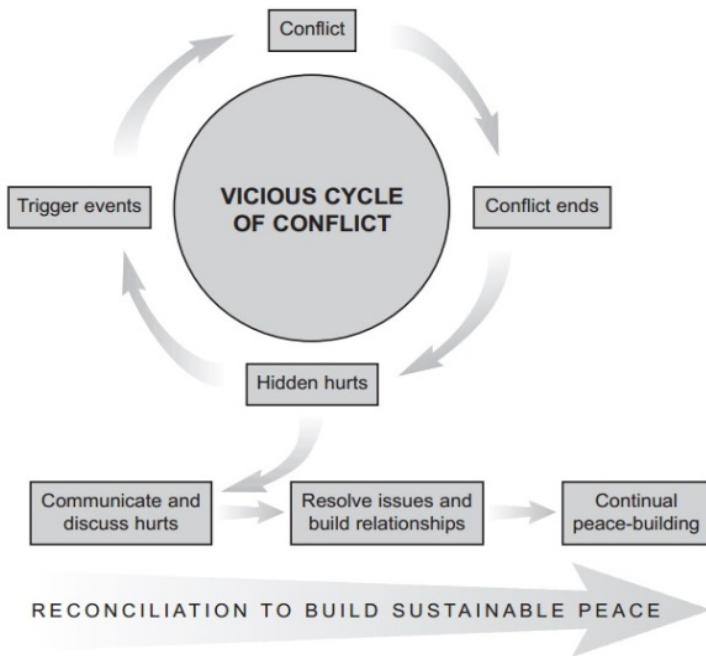 Conflict
Trigger events
VICIOUS CYCLE
OF CONFLICT
Conflict ends
Hidden hurts
Communicate and
discuss hurts
Resolve issues and
build relationships
Continual
peace-building
RECONCILIATION TO BUILD SUSTAINABLE PEACE